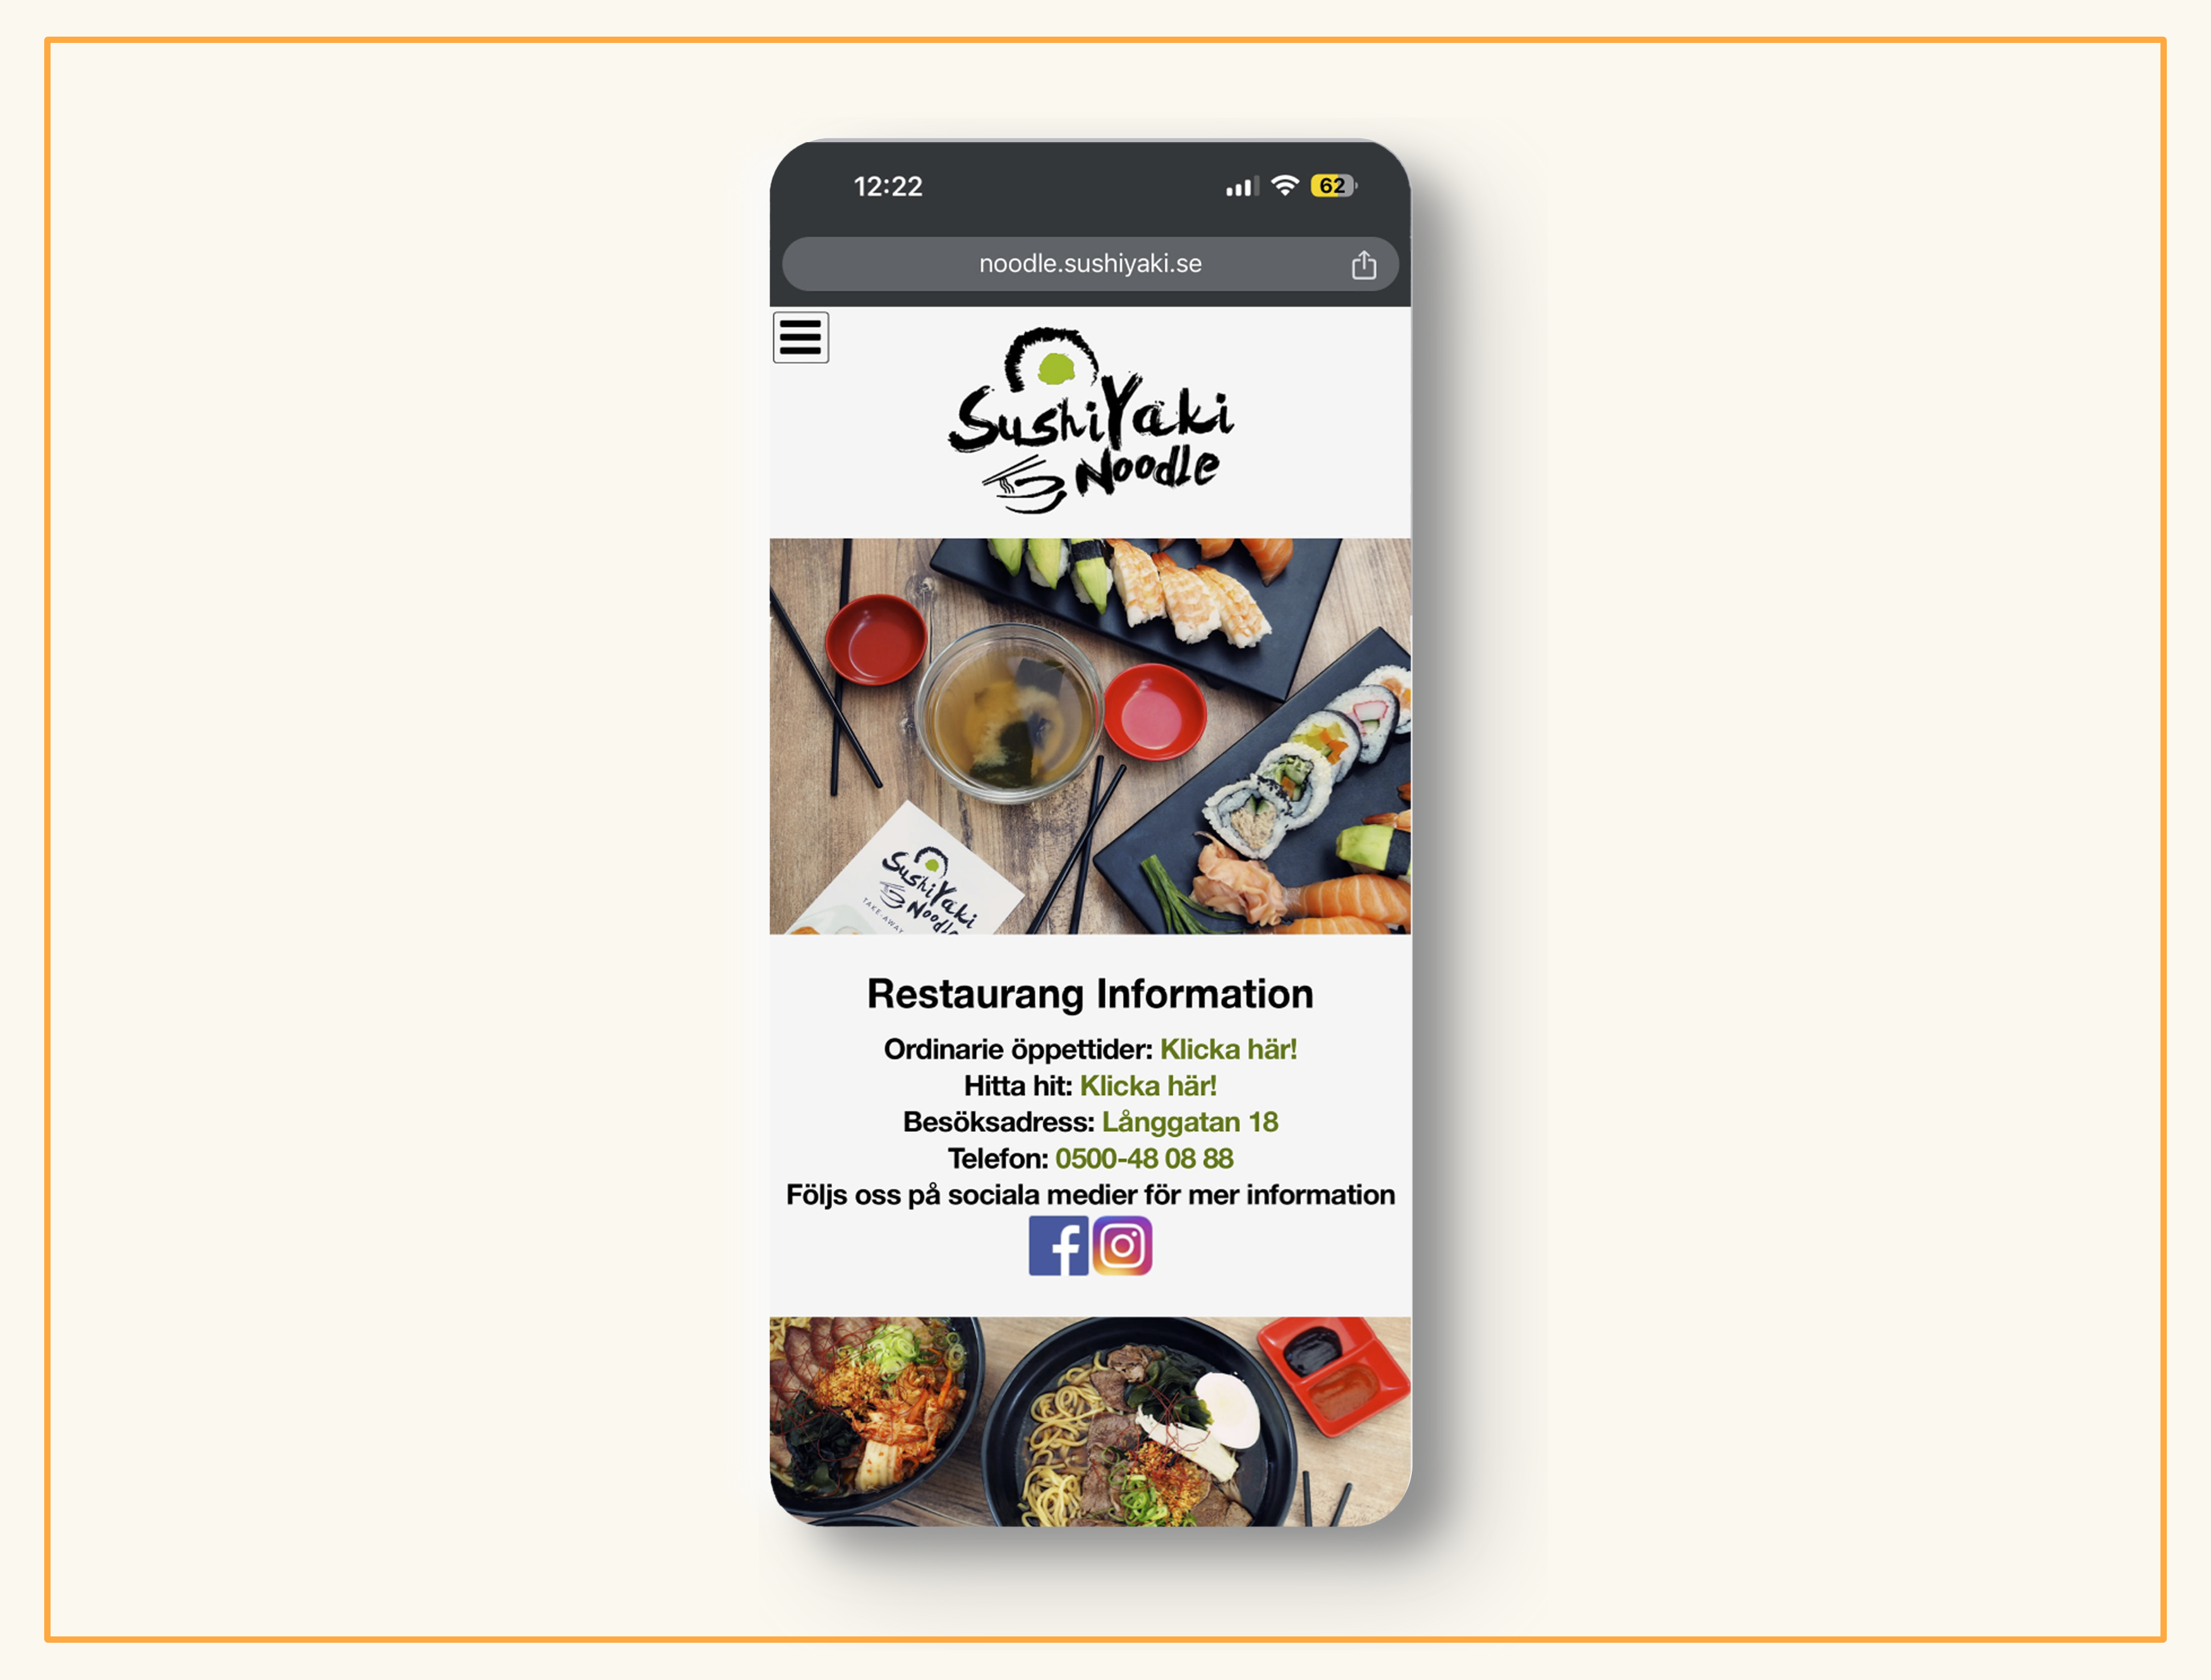 12:22
62
noodle.sushiyaki.se
SushiYaki
Noodle
SushiYaki
Noodle
TAKE-AWAY
Restaurang Information
Ordinarie öppettider: Klicka här!
Hitta hit: Klicka här!
Besöksadress: Långgatan 18
Telefon: 0500-48 08 88
Följs oss på sociala medier för mer information